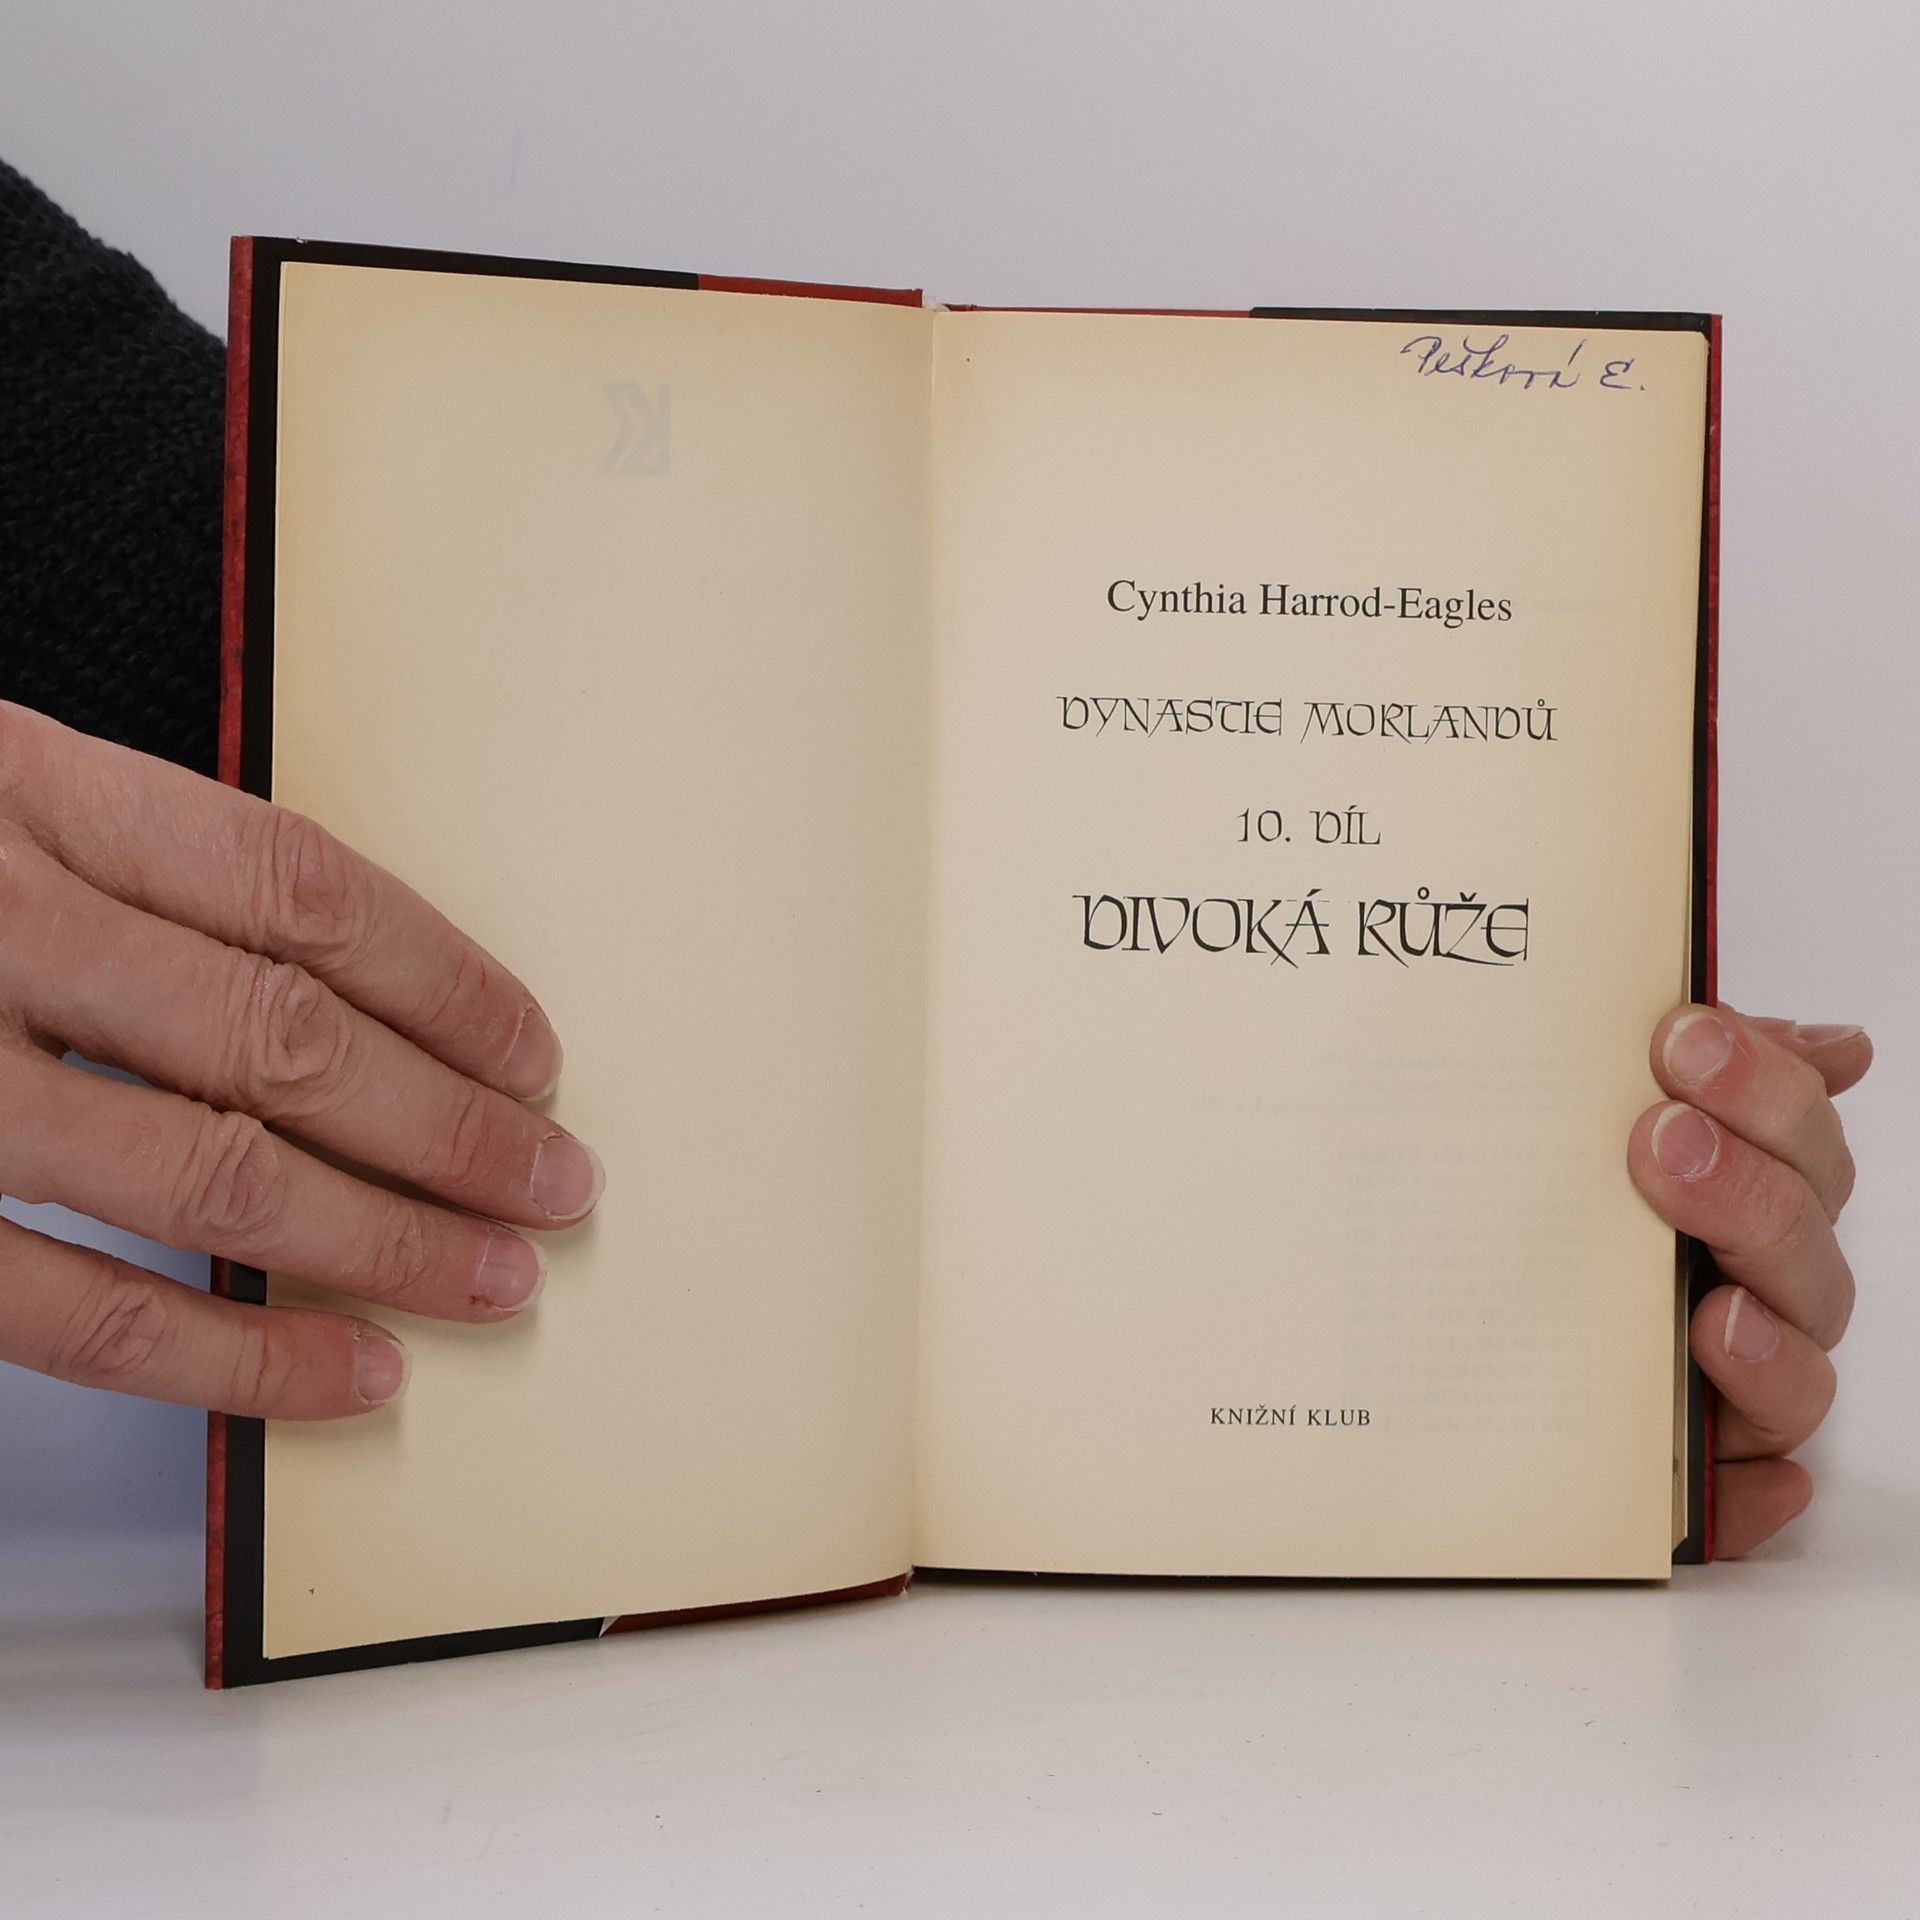 Pešková E.
Cynthia Harrod-Eagles
DYNASTIE MORLANDŮ
10. DÍL
DIVOKÁ RŮŽE
KNIŽNÍ KLUB